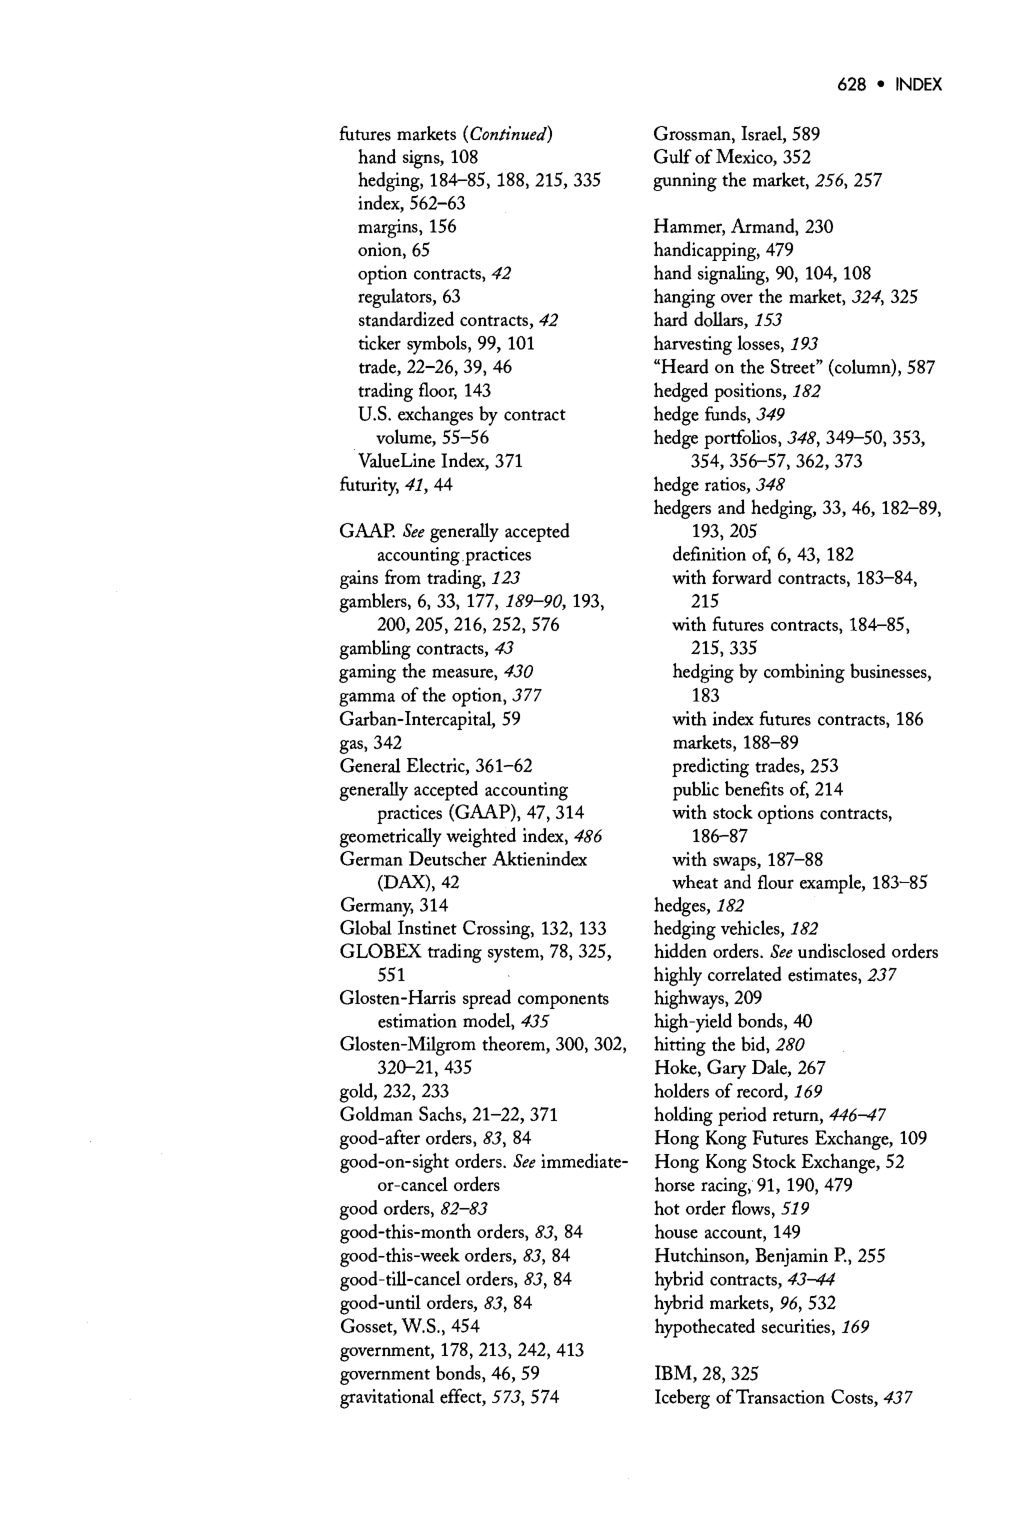 628 • INDEX
futures markets (Continued)
hand signs, 108
hedging, 184–85, 188, 215, 335
index, 562–63
margins, 156
onion, 65
option contracts, 42
regulators, 63
standardized contracts, 42
ticker symbols, 99, 101
trade, 22–26, 39, 46
trading floor, 143
U.S. exchanges by contract
volume, 55–56
ValueLine Index, 371
futurity, 41, 44
GAAP. See generally accepted
accounting practices
gains from trading, 123
gamblers, 6, 33, 177, 189–90, 193,
200, 205, 216, 252, 576
gambling contracts, 43
gaming the measure, 430
gamma of the option, 377
Garban-Intercapital, 59
gas, 342
General Electric, 361–62
generally accepted accounting
practices (GAAP), 47, 314
geometrically weighted index, 486
German Deutscher Aktienindex
(DAX), 42
Germany, 314
Global Instinet Crossing, 132, 133
GLOBEX trading system, 78, 325,
551
Glosten-Harris spread components
estimation model, 435
Glosten-Milgrom theorem, 300, 302,
320–21, 435
gold, 232, 233
Goldman Sachs, 21–22, 371
good-after orders, 83, 84
good-on-sight orders. See immediate-
or-cancel orders
good orders, 82–83
good-this-month orders, 83, 84
good-this-week orders, 83, 84
good-till-cancel orders, 83, 84
good-until orders, 83, 84
Gosset, W.S., 454
government, 178, 213, 242, 413
government bonds, 46, 59
gravitational effect, 573, 574
Grossman, Israel, 589
Gulf of Mexico, 352
gunning the market, 256, 257
Hammer, Armand, 230
handicapping, 479
hand signaling, 90, 104, 108
hanging over the market, 324, 325
hard dollars, 153
harvesting losses, 193
“Heard on the Street” (column), 587
hedged positions, 182
hedge funds, 349
hedge portfolios, 348, 349–50, 353,
354, 356–57, 362, 373
hedge ratios, 348
hedgers and hedging, 33, 46, 182–89,
193, 205
definition of, 6, 43, 182
with forward contracts, 183–84,
215
with futures contracts, 184–85,
215, 335
hedging by combining businesses,
183
with index futures contracts, 186
markets, 188–89
predicting trades, 253
public benefits of, 214
with stock options contracts,
186–87
with swaps, 187–88
wheat and flour example, 183–85
hedges, 182
hedging vehicles, 182
hidden orders. See undisclosed orders
highly correlated estimates, 237
highways, 209
high-yield bonds, 40
hitting the bid, 280
Hoke, Gary Dale, 267
holders of record, 169
holding period return, 446–47
Hong Kong Futures Exchange, 109
Hong Kong Stock Exchange, 52
horse racing, 91, 190, 479
hot order flows, 519
house account, 149
Hutchinson, Benjamin P., 255
hybrid contracts, 43–44
hybrid markets, 96, 532
hypothecated securities, 169
IBM, 28, 325
Iceberg of Transaction Costs, 437